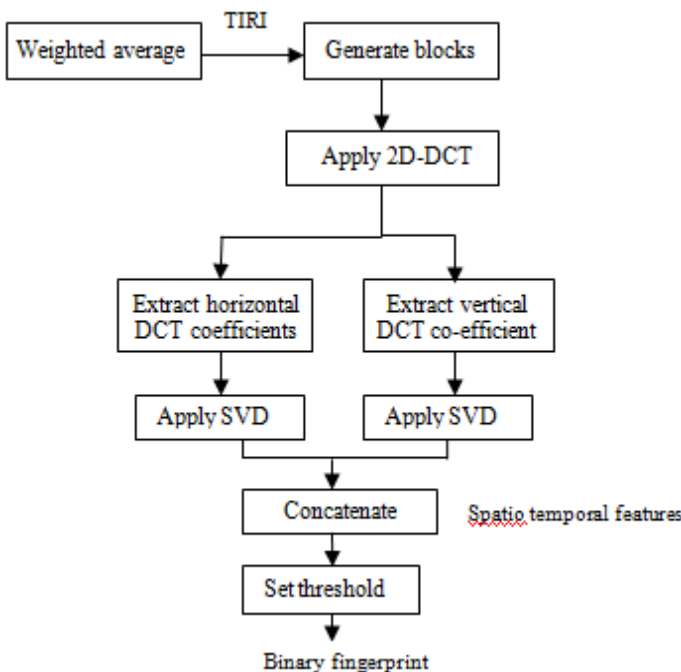 TIRI
Weighted average
Generate blocks
Apply 2D-DCT
Extract horizontal
DCT coefficients
Extract vertical
DCT co-efficient
Apply SVD
Apply SVD
Concatenate
Spatio temporal features
Set threshold
Binary fingerprint